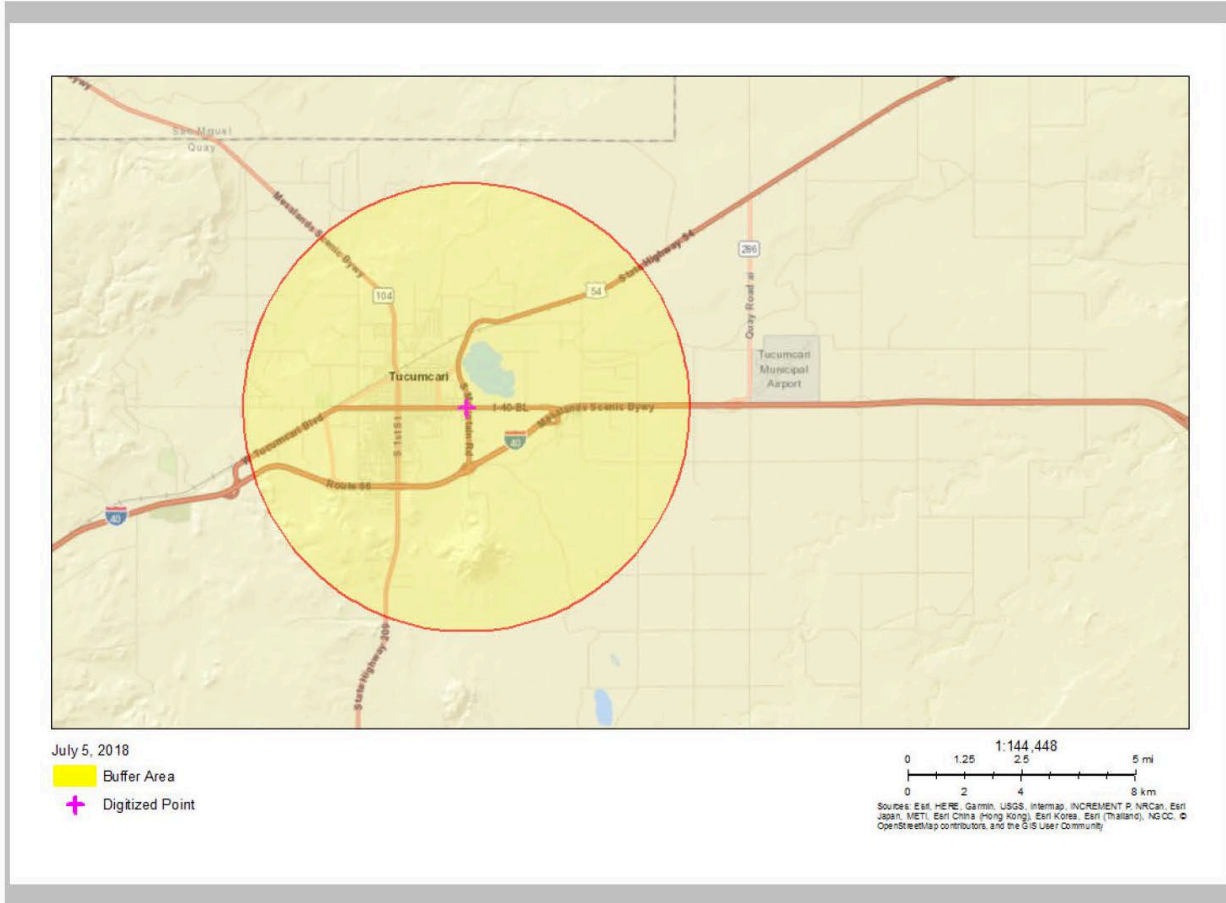 Bywy
San Miguel
Quay
Mesalands Scenic Bywy
104
State Highway 54
54
286
Quay Road ai
Tucumcari
Municipal
Airport
Tucumcari
S Mountain Rd
I-40-BL
Mesalands Scenic Bywy
40
W Tucumcari Blvd
S 1st St
Route 66
40
State Highway 209
July 5, 2018
Buffer Area
Digitized Point
1:144,448
0 1.25 2.5 5 mi
0 2 4 8 km
Sources: Esri, HERE, Garmin, USGS, Intermap, INCREMENT P, NRCan, Esri
Japan, METI, Esri China (Hong Kong), Esri Korea, Esri (Thailand), NGCC, ©
OpenStreetMap contributors, and the GIS User Community